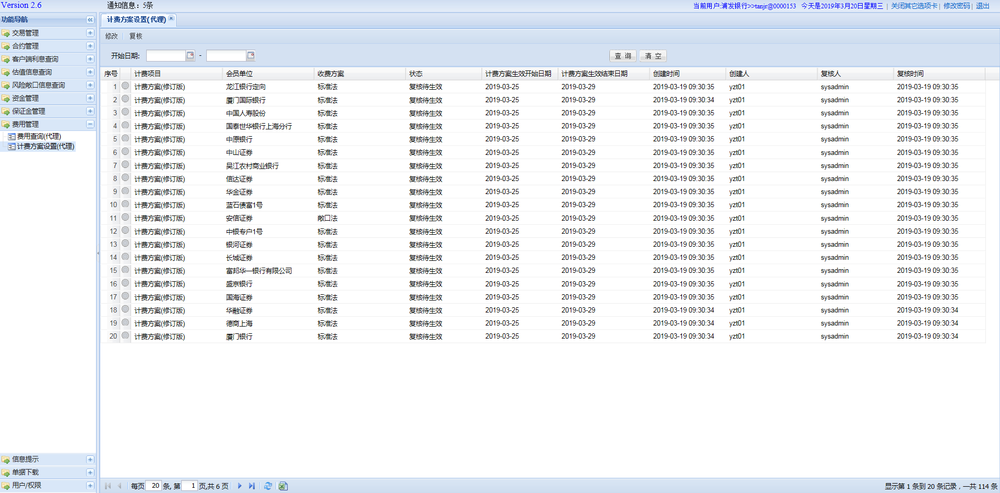 Version 2.6 通知信息：5条 当前用户:浦发银行>>tanjr@0000153 今天是2019年3月20日星期三 | 关闭其它选项卡 | 修改密码 | 退出
功能导航
交易管理
合约管理
客户端利息查询
估值信息查询
风险敞口信息查询
资金管理
保证金管理
费用管理
费用查询(代理)
计费方案设置(代理)
信息提示
单据下载
用户/权限
计费方案设置(代理)
修改 复核
开始日期: - 查 询 清 空
序号 计费项目 会员单位 收费方案 状态 计费方案生效开始日期 计费方案生效结束日期 创建时间 创建人 复核人 复核时间
1 计费方案(修订版) 龙江银行定向 标准法 复核待生效 2019-03-25 2019-03-29 2019-03-19 09:30:35 yzt01 sysadmin 2019-03-19 09:30:35
2 计费方案(修订版) 厦门国际银行 标准法 复核待生效 2019-03-25 2019-03-29 2019-03-19 09:30:34 yzt01 sysadmin 2019-03-19 09:30:35
3 计费方案(修订版) 中国人寿股份 标准法 复核待生效 2019-03-25 2019-03-29 2019-03-19 09:30:35 yzt01 sysadmin 2019-03-19 09:30:35
4 计费方案(修订版) 国泰世华银行上海分行 标准法 复核待生效 2019-03-25 2019-03-29 2019-03-19 09:30:35 yzt01 sysadmin 2019-03-19 09:30:35
5 计费方案(修订版) 中原银行 标准法 复核待生效 2019-03-25 2019-03-29 2019-03-19 09:30:35 yzt01 sysadmin 2019-03-19 09:30:35
6 计费方案(修订版) 中山证券 标准法 复核待生效 2019-03-25 2019-03-29 2019-03-19 09:30:35 yzt01 sysadmin 2019-03-19 09:30:35
7 计费方案(修订版) 吴江农村商业银行 标准法 复核待生效 2019-03-25 2019-03-29 2019-03-19 09:30:35 yzt01 sysadmin 2019-03-19 09:30:35
8 计费方案(修订版) 信达证券 标准法 复核待生效 2019-03-25 2019-03-29 2019-03-19 09:30:35 yzt01 sysadmin 2019-03-19 09:30:35
9 计费方案(修订版) 华金证券 标准法 复核待生效 2019-03-25 2019-03-29 2019-03-19 09:30:35 yzt01 sysadmin 2019-03-19 09:30:35
10 计费方案(修订版) 蓝石债富1号 标准法 复核待生效 2019-03-25 2019-03-29 2019-03-19 09:30:35 yzt01 sysadmin 2019-03-19 09:30:35
11 计费方案(修订版) 安信证券 敞口法 复核待生效 2019-03-25 2019-03-29 2019-03-19 09:30:35 yzt01 sysadmin 2019-03-19 09:30:35
12 计费方案(修订版) 中银专户1号 标准法 复核待生效 2019-03-25 2019-03-29 2019-03-19 09:30:35 yzt01 sysadmin 2019-03-19 09:30:35
13 计费方案(修订版) 银河证券 标准法 复核待生效 2019-03-25 2019-03-29 2019-03-19 09:30:35 yzt01 sysadmin 2019-03-19 09:30:35
14 计费方案(修订版) 长城证券 标准法 复核待生效 2019-03-25 2019-03-29 2019-03-19 09:30:35 yzt01 sysadmin 2019-03-19 09:30:35
15 计费方案(修订版) 富邦华一银行有限公司 标准法 复核待生效 2019-03-25 2019-03-29 2019-03-19 09:30:35 yzt01 sysadmin 2019-03-19 09:30:35
16 计费方案(修订版) 盛京银行 标准法 复核待生效 2019-03-25 2019-03-29 2019-03-19 09:30:35 yzt01 sysadmin 2019-03-19 09:30:35
17 计费方案(修订版) 国海证券 标准法 复核待生效 2019-03-25 2019-03-29 2019-03-19 09:30:35 yzt01 sysadmin 2019-03-19 09:30:35
18 计费方案(修订版) 华融证券 标准法 复核待生效 2019-03-25 2019-03-29 2019-03-19 09:30:34 yzt01 sysadmin 2019-03-19 09:30:34
19 计费方案(修订版) 德商上海 标准法 复核待生效 2019-03-25 2019-03-29 2019-03-19 09:30:34 yzt01 sysadmin 2019-03-19 09:30:34
20 计费方案(修订版) 厦门银行 标准法 复核待生效 2019-03-25 2019-03-29 2019-03-19 09:30:34 yzt01 sysadmin 2019-03-19 09:30:34
每页 20 条, 第 1 页,共 6 页 显示第 1 条到 20 条记录，一共 114 条